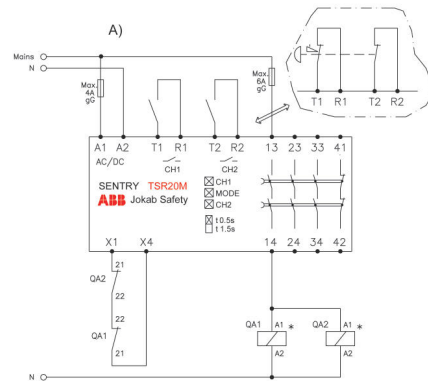 A)
Mains
N
Max. 4A gG
Max. 6A gG
T1 R1 T2 R2
A1 A2 T1 R1 T2 R2 13 23 33 41
AC/DC CH1 CH2
SENTRY TSR20M
ABB Jokab Safety
CH1
MODE
CH2
t 0.5s
t 1.5s
X1 X4 14 24 34 42
21
QA2
22
22
QA1
21
QA1 A1 * QA2 A1 *
A2 A2
N